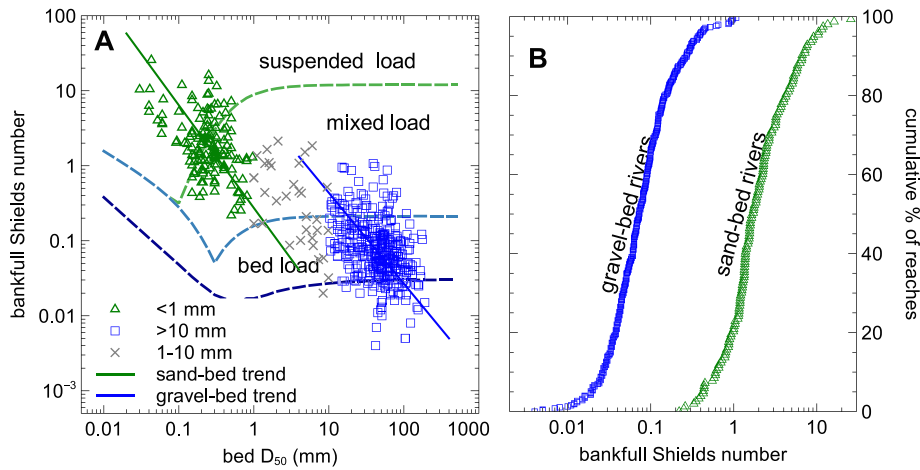 A
suspended load
mixed load
bed load
<1 mm
>10 mm
1-10 mm
sand-bed trend
gravel-bed trend
100
10
1
0.1
0.01
10⁻³
bankfull Shields number
0.01
0.1
1
10
100
1000
bed D₅₀ (mm)
B
gravel-bed rivers
sand-bed rivers
0.01
0.1
1
10
bankfull Shields number
100
80
60
40
20
0
cumulative % of reaches